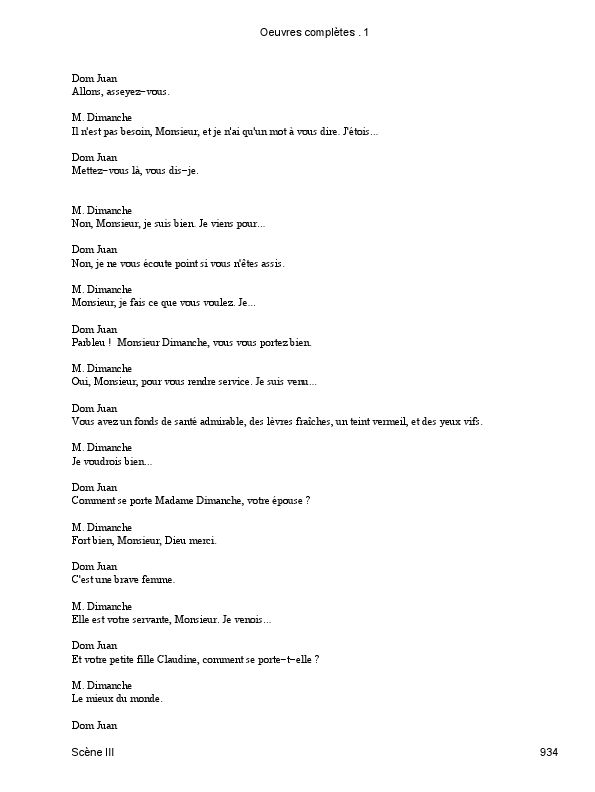 Oeuvres complètes . 1
Dom Juan
Allons, asseyez−vous.
M. Dimanche
Il n'est pas besoin, Monsieur, et je n'ai qu'un mot à vous dire. J'étois...
Dom Juan
Mettez−vous là, vous dis−je.
M. Dimanche
Non, Monsieur, je suis bien. Je viens pour...
Dom Juan
Non, je ne vous écoute point si vous n'êtes assis.
M. Dimanche
Monsieur, je fais ce que vous voulez. Je...
Dom Juan
Parbleu ! Monsieur Dimanche, vous vous portez bien.
M. Dimanche
Oui, Monsieur, pour vous rendre service. Je suis venu...
Dom Juan
Vous avez un fonds de santé admirable, des lèvres fraîches, un teint vermeil, et des yeux vifs.
M. Dimanche
Je voudrois bien...
Dom Juan
Comment se porte Madame Dimanche, votre épouse ?
M. Dimanche
Fort bien, Monsieur, Dieu merci.
Dom Juan
C'est une brave femme.
M. Dimanche
Elle est votre servante, Monsieur. Je venois...
Dom Juan
Et votre petite fille Claudine, comment se porte−t−elle ?
M. Dimanche
Le mieux du monde.
Dom Juan
Scène III 934